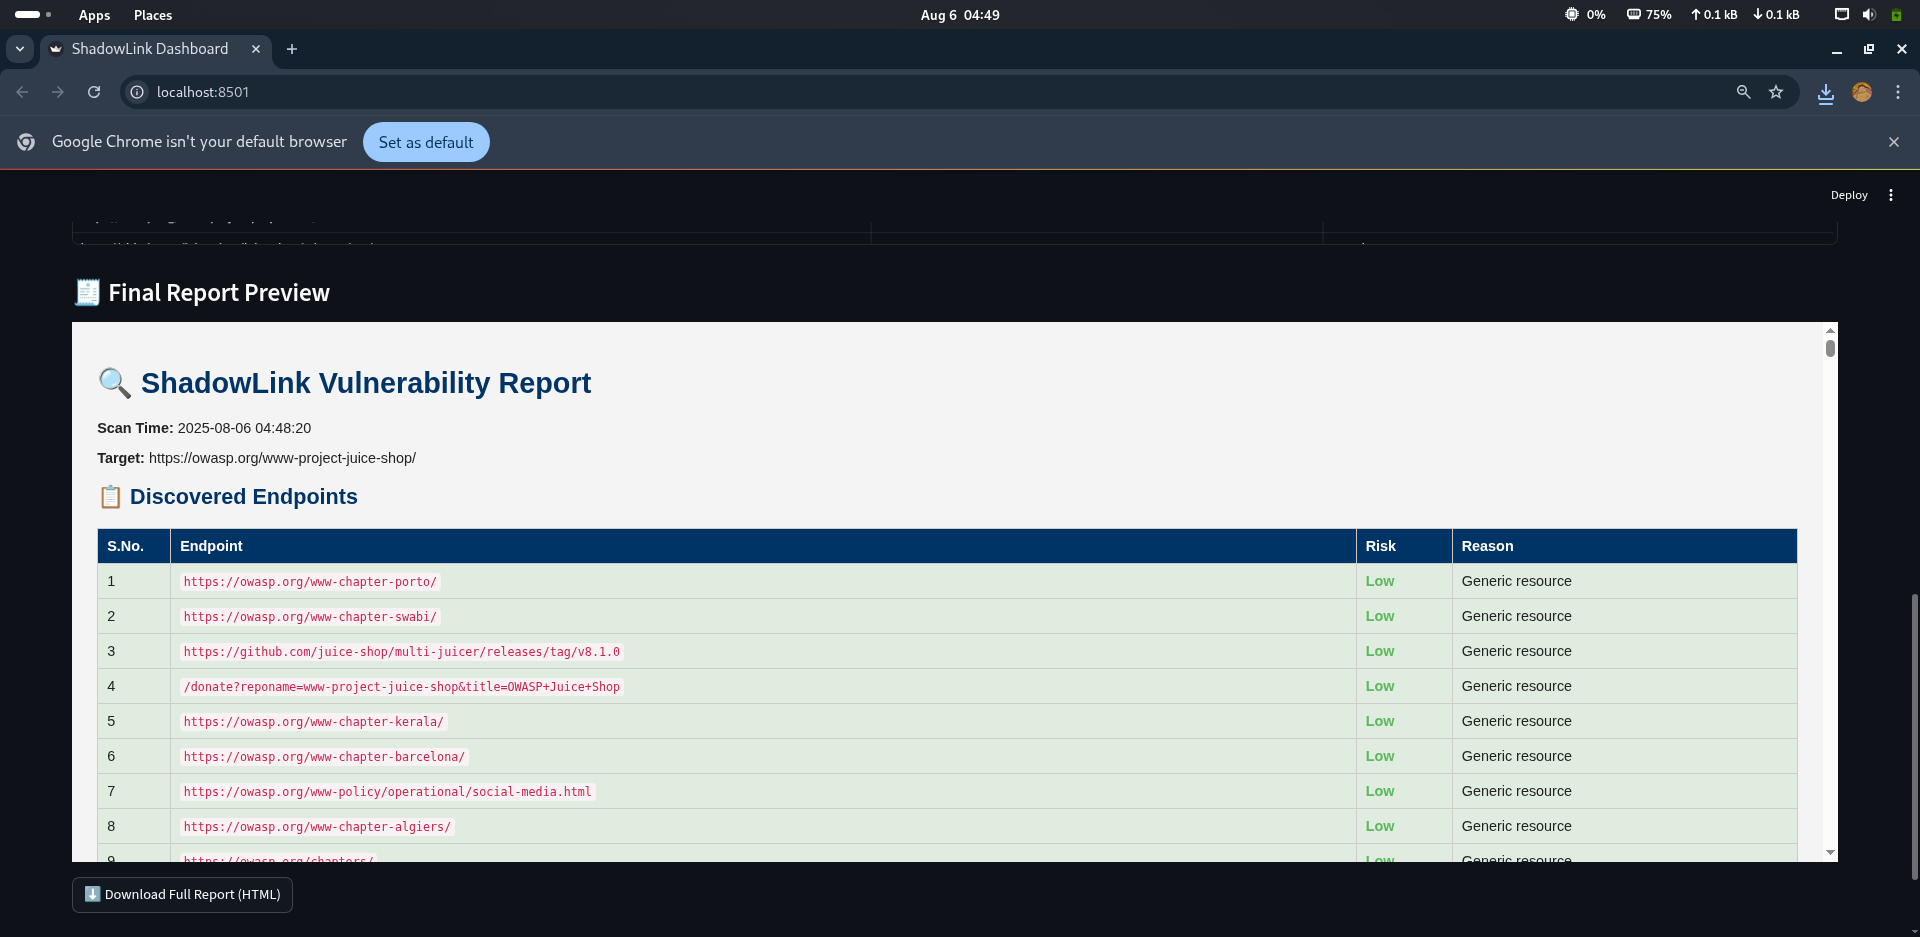 Apps Places Aug 6 04:49 0% 75% 0.1 kB 0.1 kB
ShadowLink Dashboard
localhost:8501
Google Chrome isn't your default browser Set as default
Deploy
Final Report Preview
ShadowLink Vulnerability Report
Scan Time: 2025-08-06 04:48:20
Target: https://owasp.org/www-project-juice-shop/
Discovered Endpoints
S.No. Endpoint Risk Reason
1 https://owasp.org/www-chapter-porto/ Low Generic resource
2 https://owasp.org/www-chapter-swabi/ Low Generic resource
3 https://github.com/juice-shop/multi-juicer/releases/tag/v8.1.0 Low Generic resource
4 /donate?reponame=www-project-juice-shop&title=OWASP+Juice+Shop Low Generic resource
5 https://owasp.org/www-chapter-kerala/ Low Generic resource
6 https://owasp.org/www-chapter-barcelona/ Low Generic resource
7 https://owasp.org/www-policy/operational/social-media.html Low Generic resource
8 https://owasp.org/www-chapter-algiers/ Low Generic resource
9 https://owasp.org/chapters/ Low Generic resource
Download Full Report (HTML)